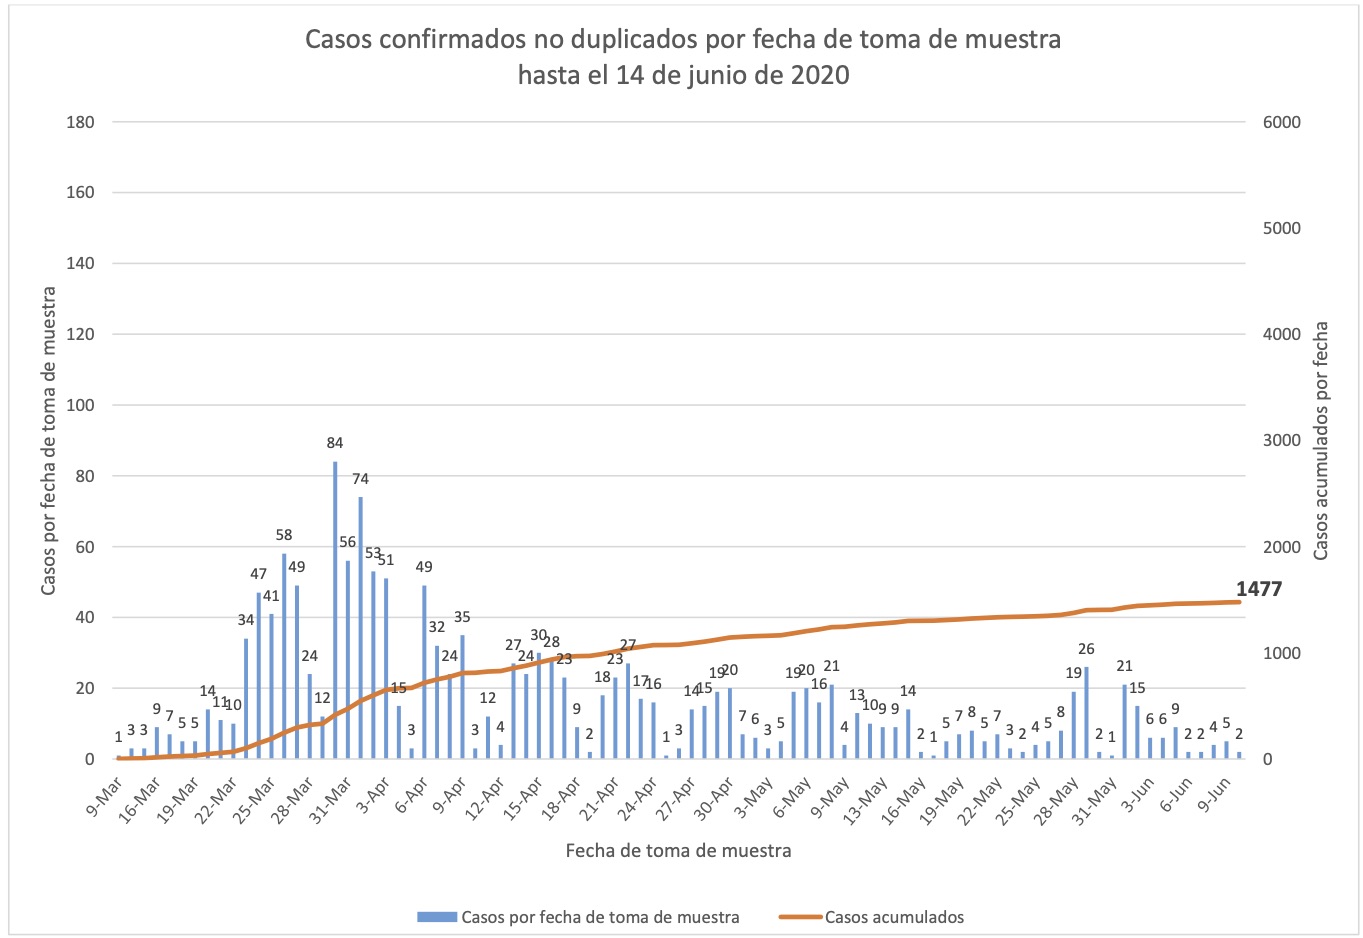 Casos confirmados no duplicados por fecha de toma de muestra
hasta el 14 de junio de 2020
180
160
140
120
100
80
60
40
20
0
Casos por fecha de toma de muestra
1 3 3 9 7 5 5 14 11 10 34 47 41 58 49 24 12 84 56 74 53 51 15 3 49 32 24 35 3 12 4 27 24 30 28 23 9 2 18 23 27 17 16 1 3 14 15 19 20 7 6 3 5 19 20 16 21 4 13 10 9 9 14 2 1 5 7 8 5 7 3 2 4 5 8 19 26 2 1 21 15 6 6 9 2 2 4 5 2
1477
6000
5000
4000
3000
2000
1000
0
Casos acumulados por fecha
9-Mar 16-Mar 19-Mar 22-Mar 25-Mar 28-Mar 31-Mar 3-Apr 6-Apr 9-Apr 12-Apr 15-Apr 18-Apr 21-Apr 24-Apr 27-Apr 30-Apr 3-May 6-May 9-May 13-May 16-May 19-May 22-May 25-May 28-May 31-May 3-Jun 6-Jun 9-Jun
Fecha de toma de muestra
Casos por fecha de toma de muestra
Casos acumulados